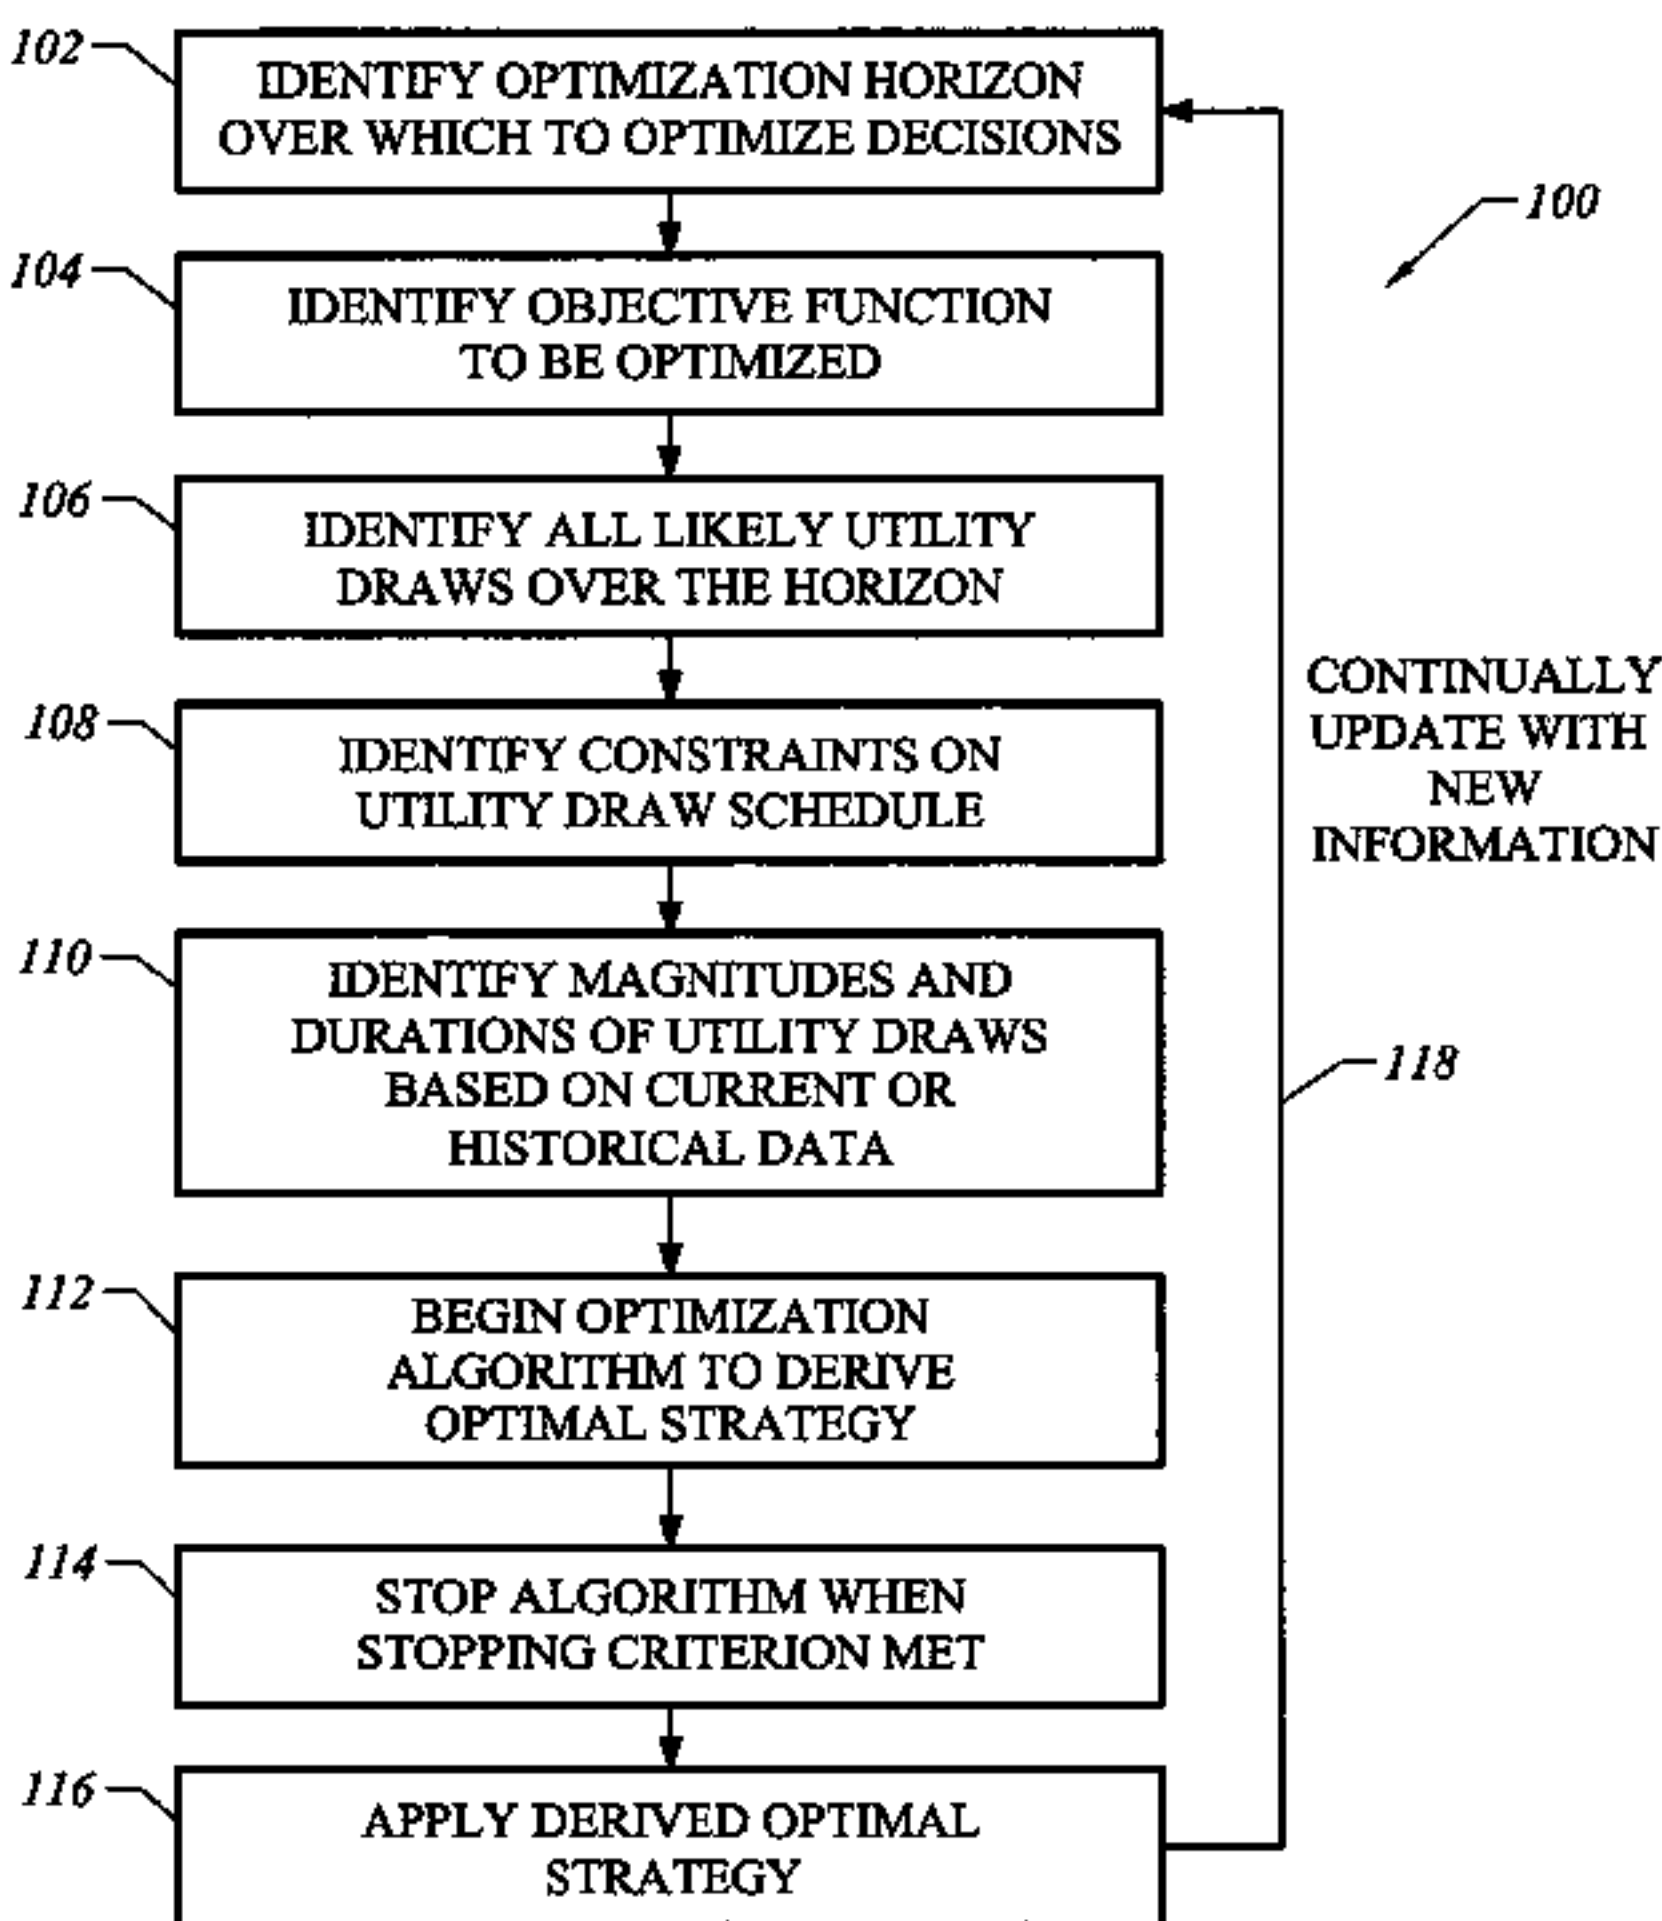 102
IDENTIFY OPTIMIZATION HORIZON
OVER WHICH TO OPTIMIZE DECISIONS
100
104
IDENTIFY OBJECTIVE FUNCTION
TO BE OPTIMIZED
106
IDENTIFY ALL LIKELY UTILITY
DRAWS OVER THE HORIZON
108
IDENTIFY CONSTRAINTS ON
UTILITY DRAW SCHEDULE
CONTINUALLY
UPDATE WITH
NEW
INFORMATION
110
IDENTIFY MAGNITUDES AND
DURATIONS OF UTILITY DRAWS
BASED ON CURRENT OR
HISTORICAL DATA
118
112
BEGIN OPTIMIZATION
ALGORITHM TO DERIVE
OPTIMAL STRATEGY
114
STOP ALGORITHM WHEN
STOPPING CRITERION MET
116
APPLY DERIVED OPTIMAL
STRATEGY